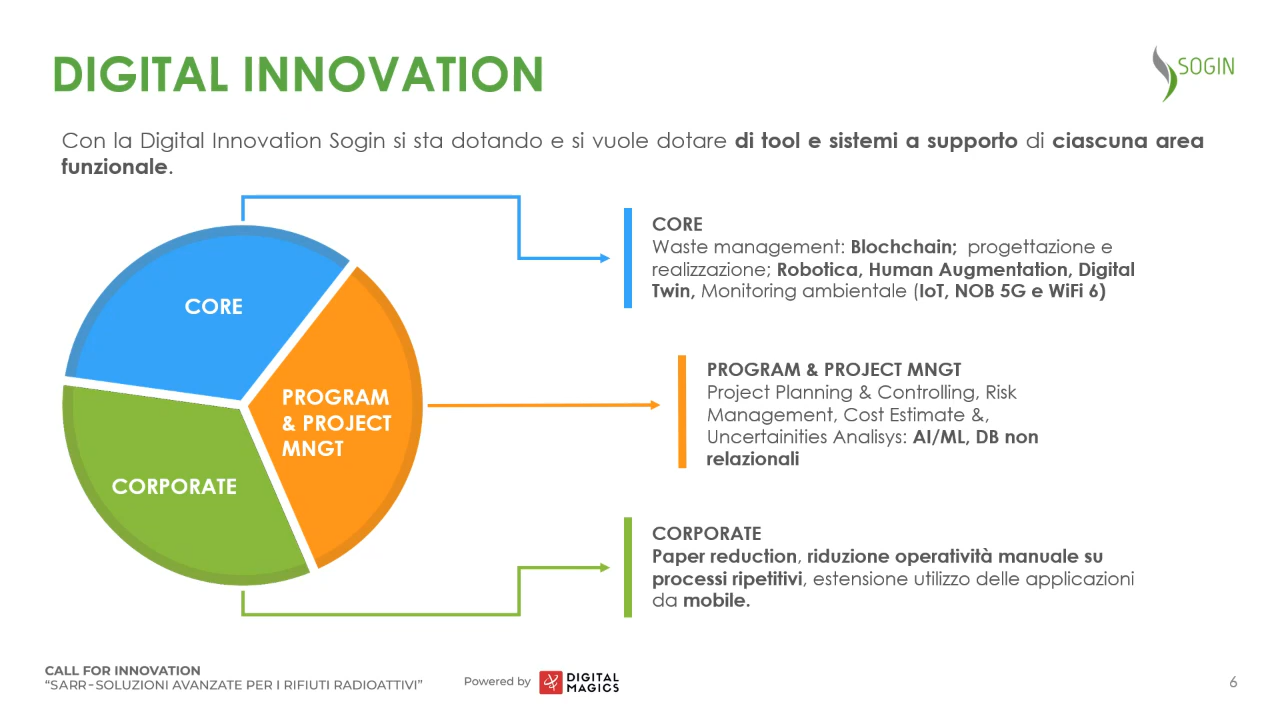 DIGITAL INNOVATION
SOGIN
Con la Digital Innovation Sogin si sta dotando e si vuole dotare di tool e sistemi a supporto di ciascuna area
funzionale.
CORE
PROGRAM
& PROJECT
MNGT
CORPORATE
CORE
Waste management: Blochchain; progettazione e
realizzazione; Robotica, Human Augmentation, Digital
Twin, Monitoring ambientale (IoT, NOB 5G e WiFi 6)
PROGRAM & PROJECT MNGT
Project Planning & Controlling, Risk
Management, Cost Estimate &,
Uncertainities Analisys: AI/ML, DB non
relazionali
CORPORATE
Paper reduction, riduzione operatività manuale su
processi ripetitivi, estensione utilizzo delle applicazioni
da mobile.
CALL FOR INNOVATION
“SARR-SOLUZIONI AVANZATE PER I RIFIUTI RADIOATTIVI”
Powered by
DIGITAL
MAGICS
6